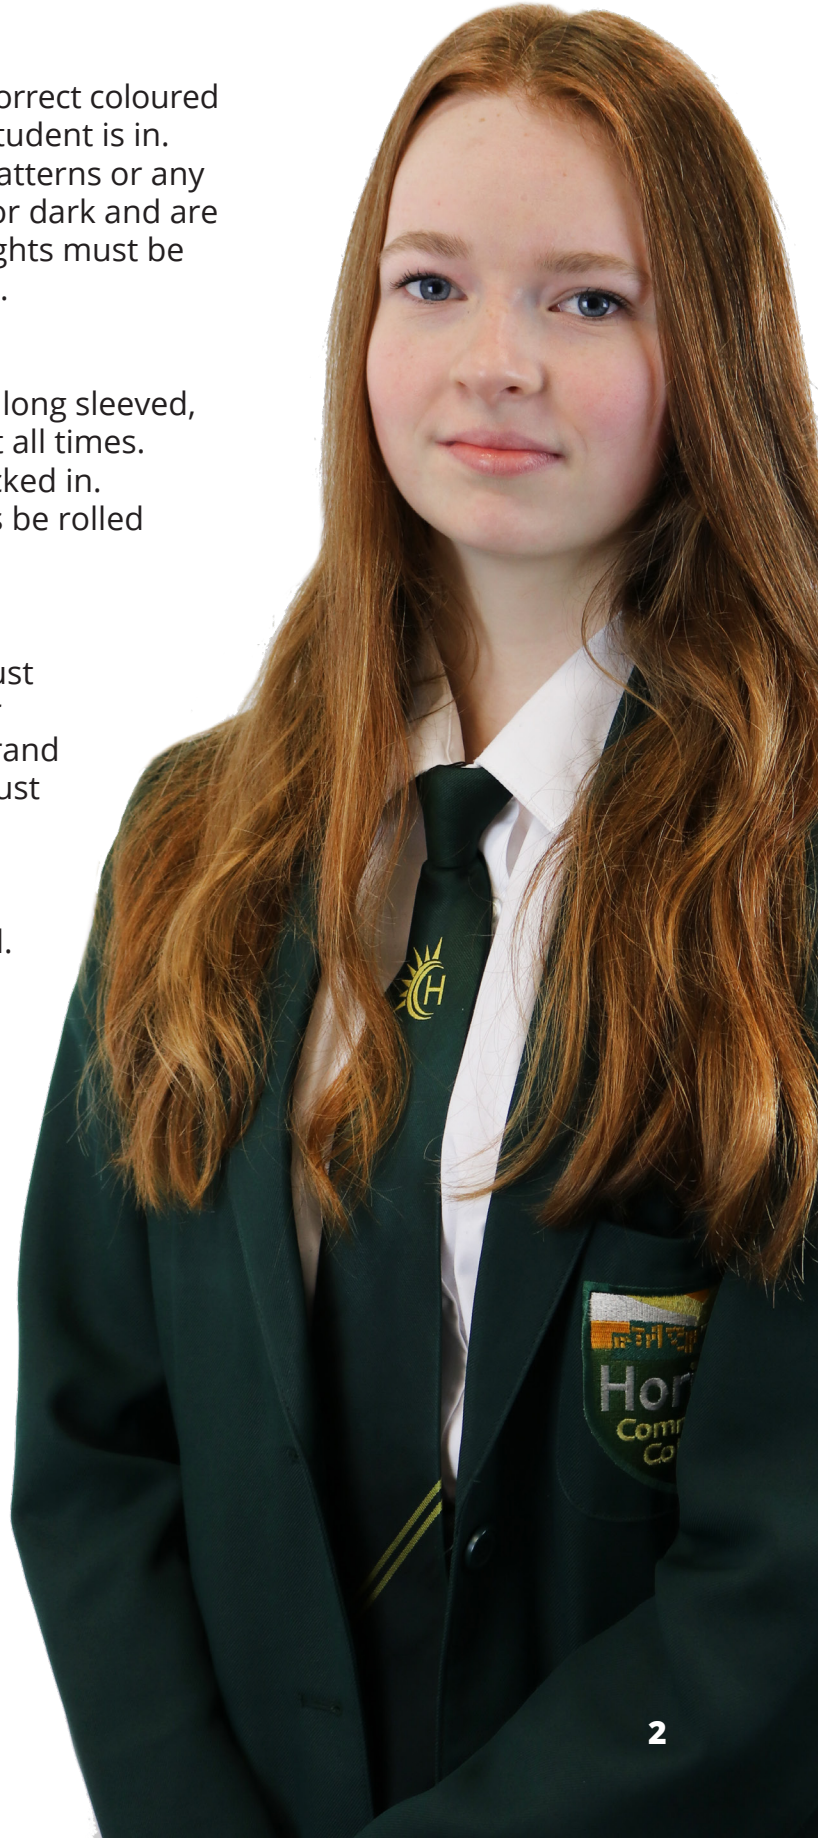 orrect coloured
tudent is in.
atterns or any
or dark and are
ghts must be
.
long sleeved,
t all times.
ked in.
s be rolled
ust
rand
ust
l.
H
Hor
Comm
Co
2